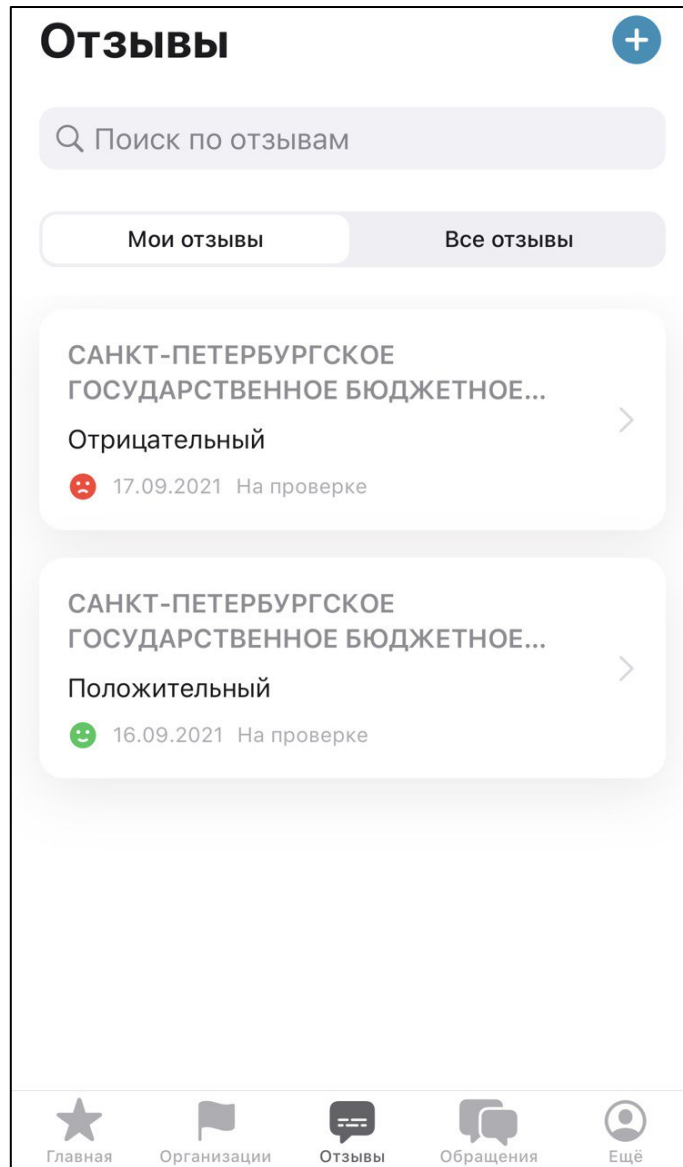 Отзывы
Поиск по отзывам
Мои отзывы
Все отзывы
САНКТ-ПЕТЕРБУРГСКОЕ
ГОСУДАРСТВЕННОЕ БЮДЖЕТНОЕ...
Отрицательный
17.09.2021 На проверке
САНКТ-ПЕТЕРБУРГСКОЕ
ГОСУДАРСТВЕННОЕ БЮДЖЕТНОЕ...
Положительный
16.09.2021 На проверке
Главная Организации Отзывы Обращения Ещё